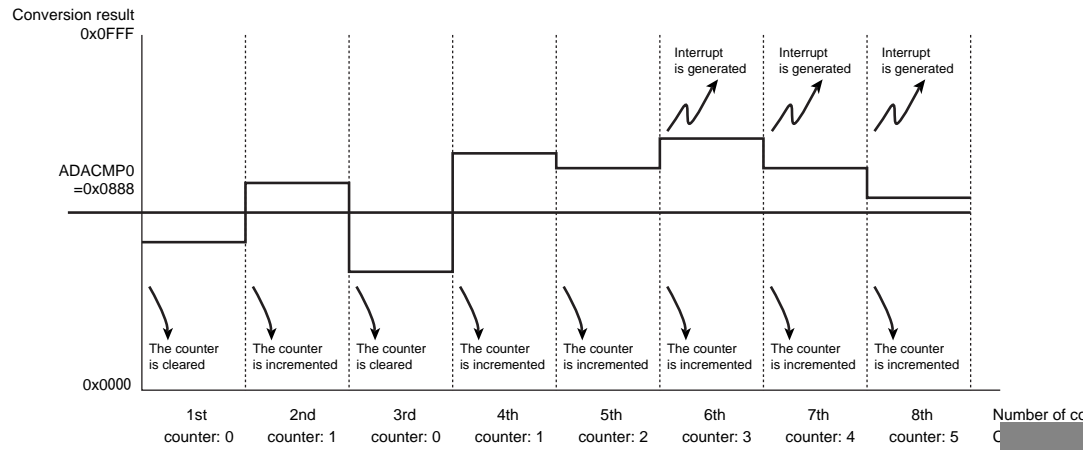 Conversion result
0x0FFF
Interrupt
is generated
Interrupt
is generated
Interrupt
is generated
ADACMP0
=0x0888
The counter
is cleared
The counter
is incremented
The counter
is cleared
The counter
is incremented
The counter
is incremented
The counter
is incremented
The counter
is incremented
The counter
is incremented
0x0000
1st 2nd 3rd 4th 5th 6th 7th 8th Number of
counter: 0 counter: 1 counter: 0 counter: 1 counter: 2 counter: 3 counter: 4 counter: 5